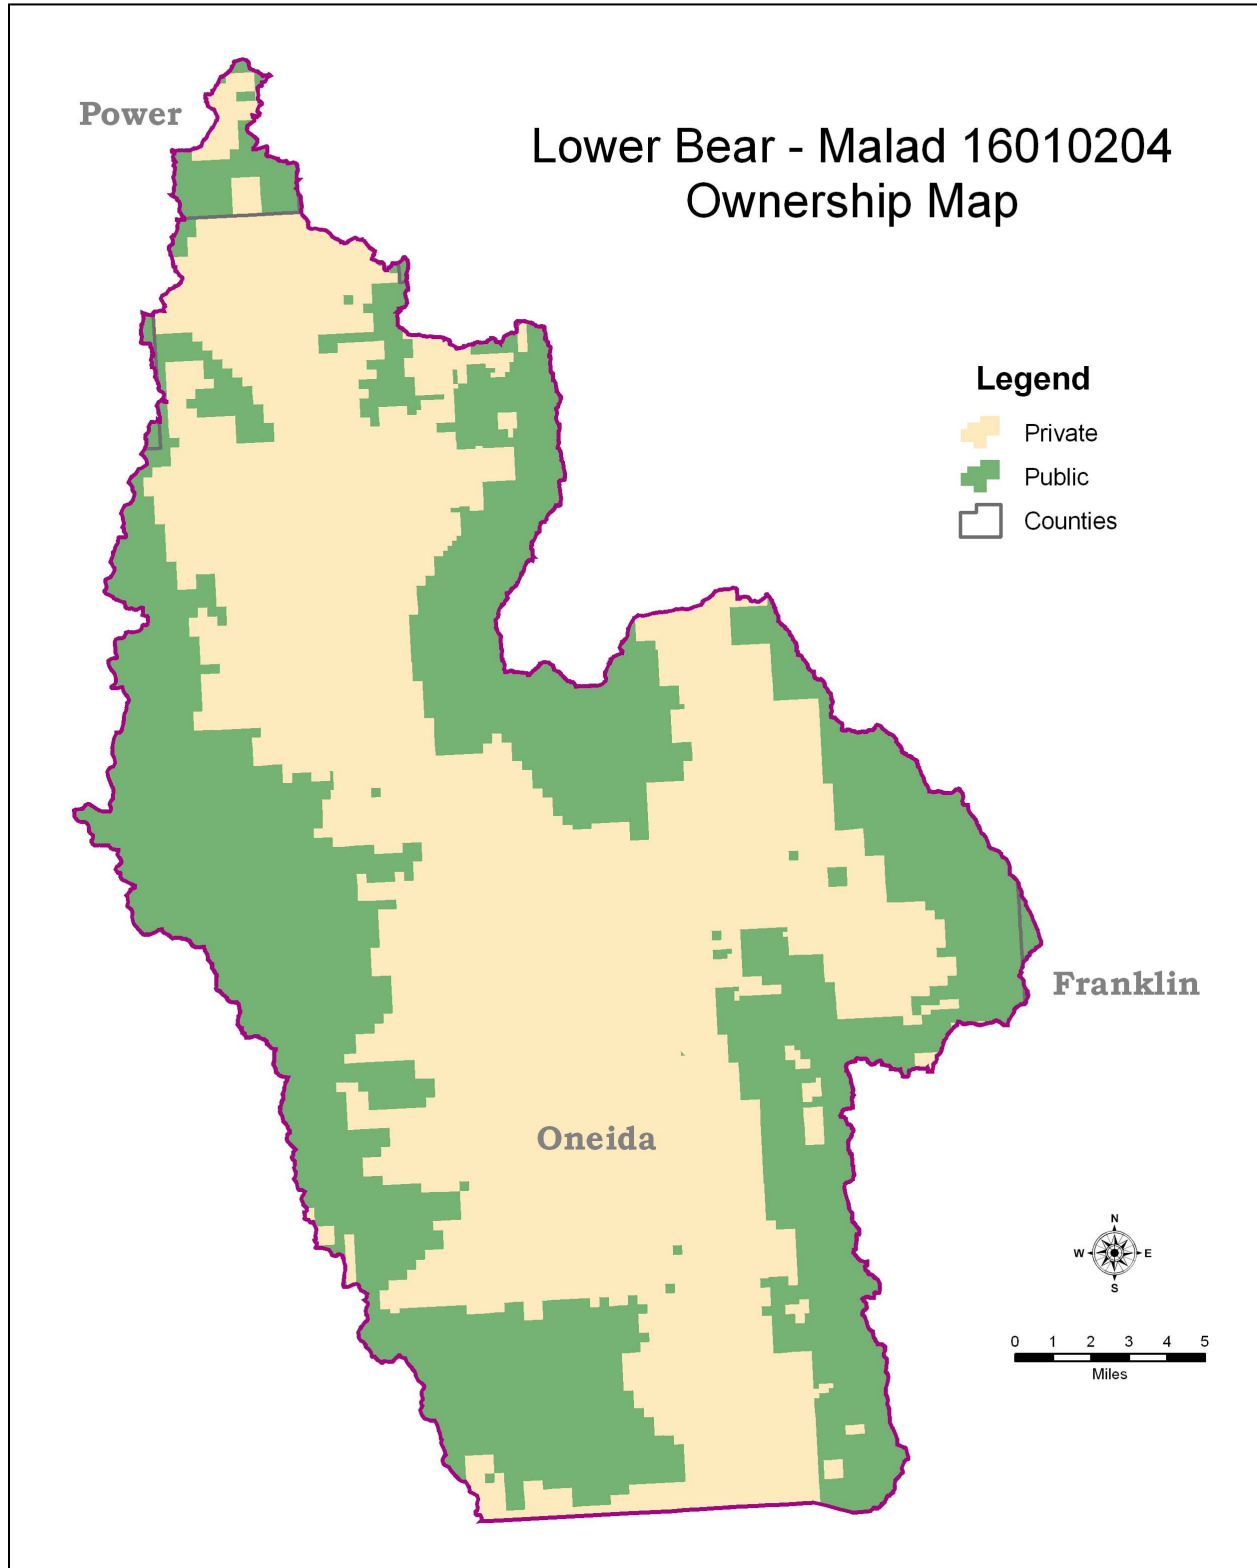 Power
Lower Bear - Malad 16010204
Ownership Map
Legend
Private
Public
Counties
Franklin
Oneida
N
W E
S
0 1 2 3 4 5
Miles